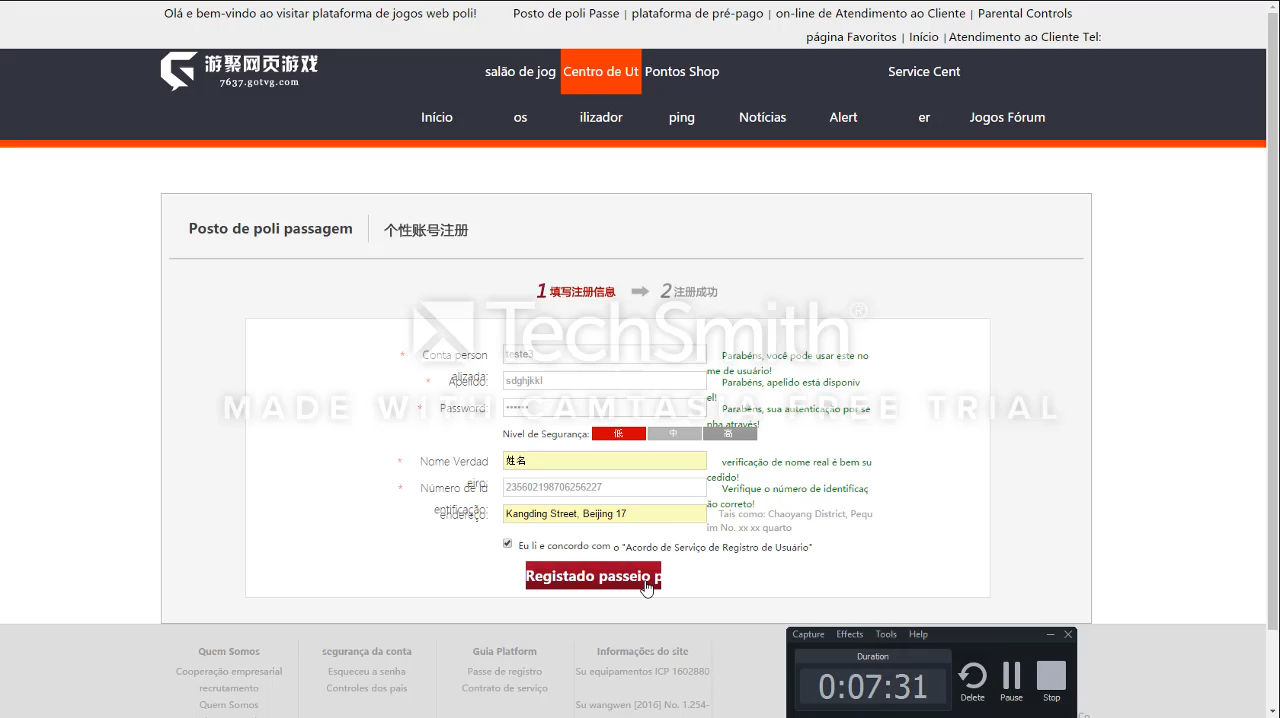 Olá e bem-vindo ao visitar plataforma de jogos web poli! Posto de poli Passe | plataforma de pré-pago | on-line de Atendimento ao Cliente | Parental Controls
página Favoritos | Início | Atendimento ao Cliente Tel:
游聚网页游戏
7637.gotvg.com
salão de jog Centro de Ut Pontos Shop Service Cent
Início os ilizador ping Notícias Alert er Jogos Fórum
Posto de poli passagem 个性账号注册
1 填写注册信息 2 注册成功
TechSmith®
MADE WITH CAMTASIA FREE TRIAL
* Conta person teste3 Parabéns, você pode usar este no
alizada: me de usuário!
* Apelido: sdghjkkl Parabéns, apelido está disponív
el!
* Password: •••••• Parabéns, sua autenticação por se
nha através!
Nível de Segurança: 低 中 高
* Nome Verdad 姓名 verificação de nome real é bem su
eiro: cedido!
* Número de id 235602198706256227 Verifique o número de identificaç
entificação: ão correto!
endereço: Kangding Street, Beijing 17 Tais como: Chaoyang District, Pequ
im No. xx xx quarto
Eu li e concordo com o "Acordo de Serviço de Registro de Usuário"
Registado passeio p
Quem Somos segurança da conta Guia Platform Informações do site
Cooperação empresarial Esqueceu a senha Passe de registro Su equipamentos ICP 1602880
recrutamento Controles dos pais Contrato de serviço
Quem Somos Su wangwen [2016] No. 1.254-
Co
Capture Effects Tools Help
Duration
0:07:31
Delete Pause Stop